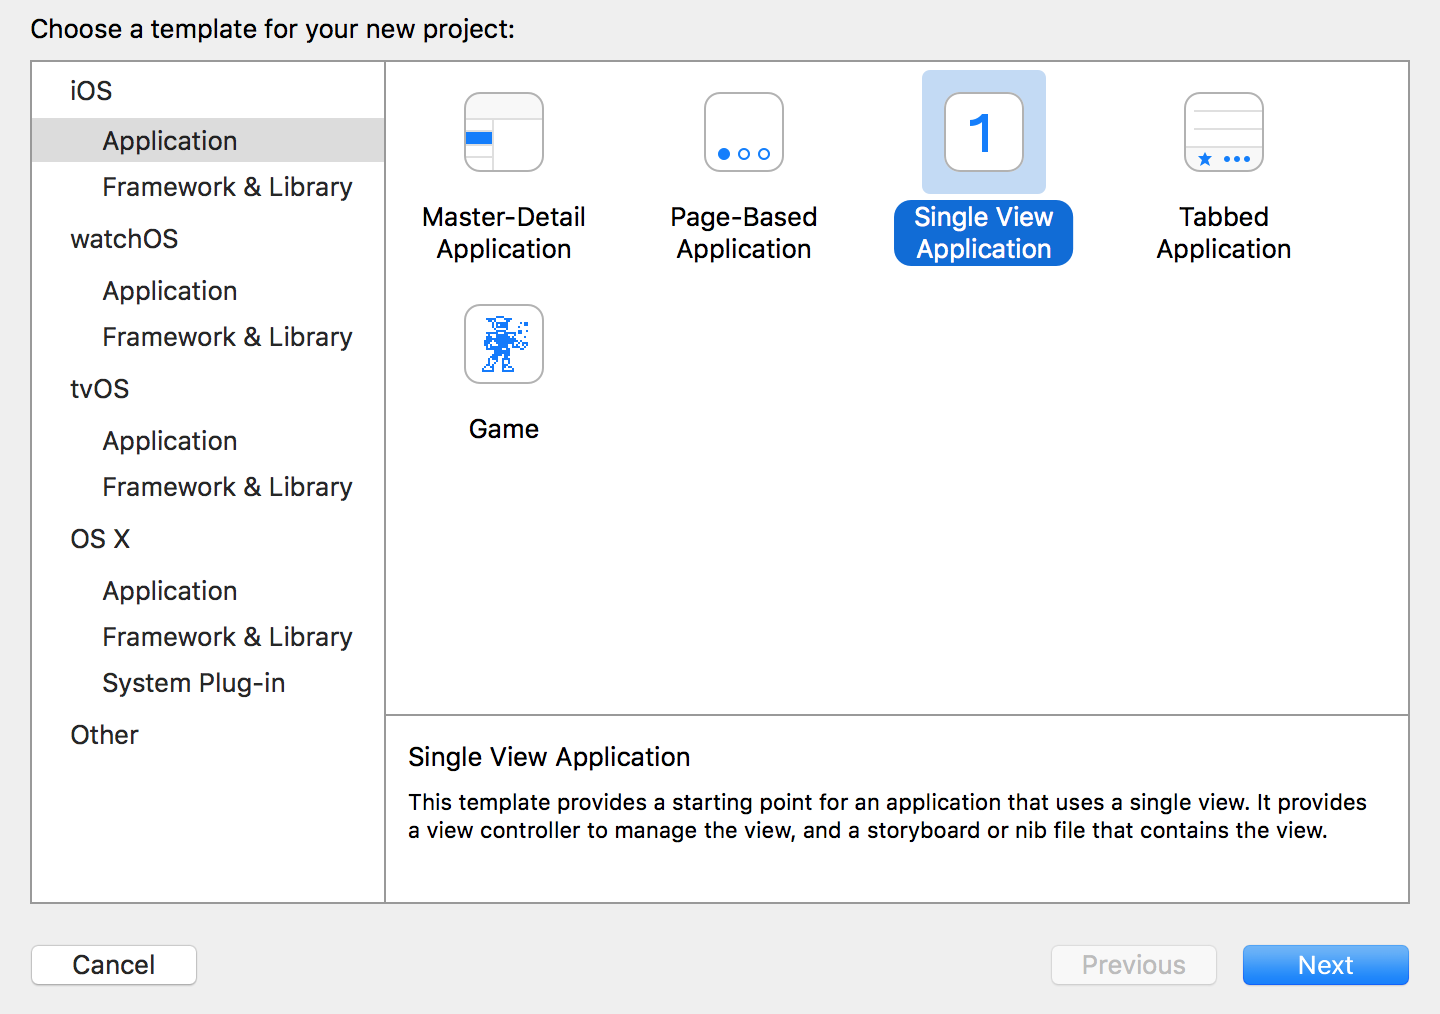 Choose a template for your new project:
iOS
Application
Framework & Library
watchOS
Application
Framework & Library
tvOS
Application
Framework & Library
OS X
Application
Framework & Library
System Plug-in
Other
Master-Detail
Application
Page-Based
Application
1
Single View
Application
Tabbed
Application
Game
Single View Application
This template provides a starting point for an application that uses a single view. It provides
a view controller to manage the view, and a storyboard or nib file that contains the view.
Cancel
Previous
Next